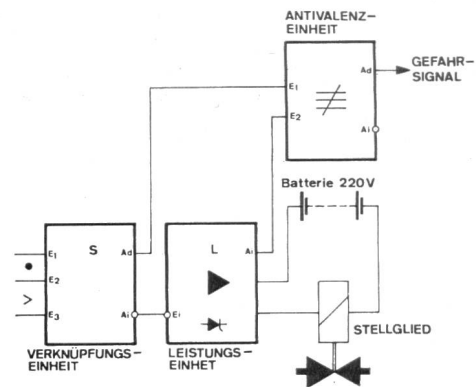 ANTIVALENZ-
EINHEIT
Ad
GEFAHR-
SIGNAL
E1
E2
Ai
Batterie 220V
S
L
E1
Ad
Ai
E2
>
E3
Ai
Ei
STELLGLIED
VERKNÜPFUNGS-
EINHEIT
LEISTUNGS-
EINHET